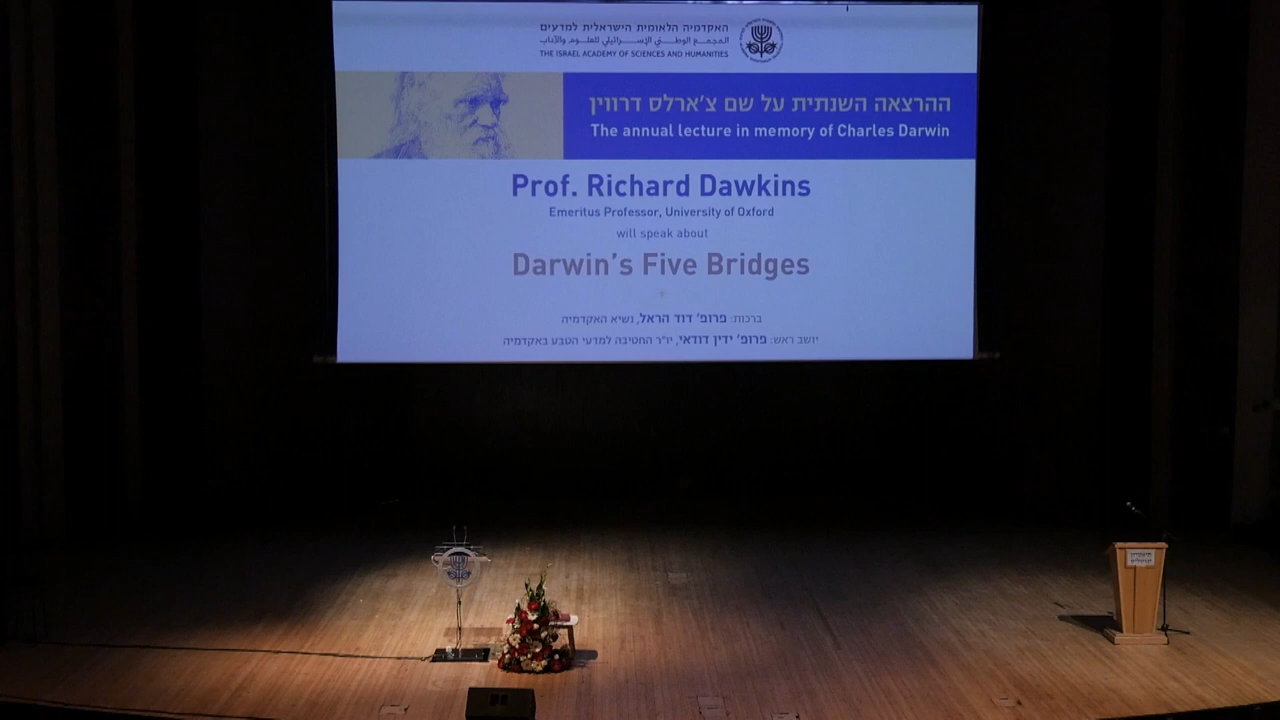 האקדמיה הלאומית הישראלית למדעים
المجمع الوطني الإسرائيلي للعلوم والآداب
THE ISRAEL ACADEMY OF SCIENCES AND HUMANITIES
ההרצאה השנתית על שם צ'ארלס דרווין
The annual lecture in memory of Charles Darwin
Prof. Richard Dawkins
Emeritus Professor, University of Oxford
will speak about
Darwin's Five Bridges
ברכות: פרופ' דוד הראל, נשיא האקדמיה
יושב ראש: פרופ' ידין דודאי, יו"ר החטיבה למדעי הטבע באקדמיה